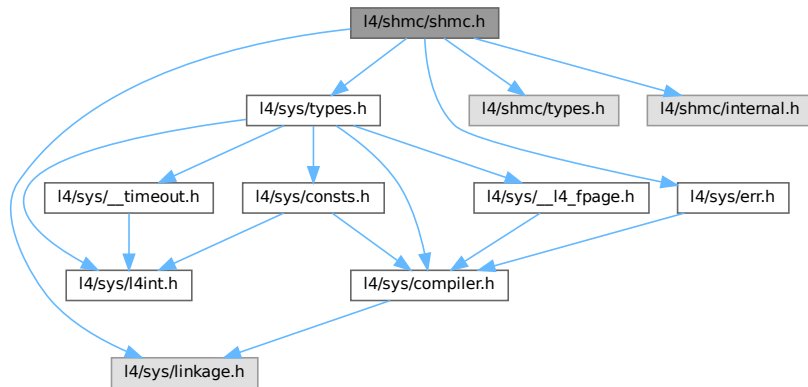 l4/shmc/shmc.h
l4/sys/types.h
l4/shmc/types.h
l4/shmc/internal.h
l4/sys/__timeout.h
l4/sys/consts.h
l4/sys/__l4_fpage.h
l4/sys/err.h
l4/sys/l4int.h
l4/sys/compiler.h
l4/sys/linkage.h